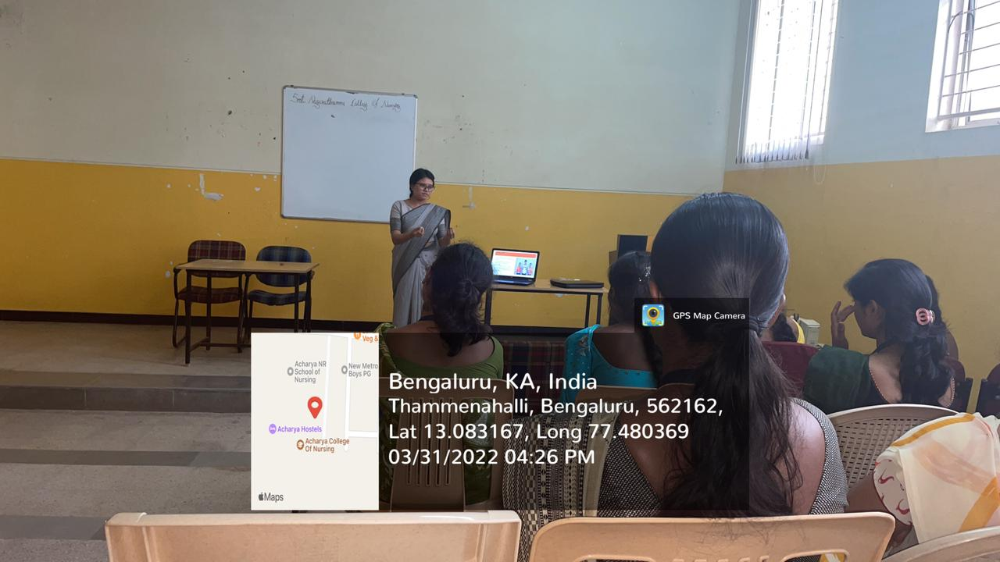 Smt. Nagarathnamma College Of Nursing
GPS Map Camera
Veg &
Acharya NR
School of
Nursing
New Metro
Boys PG
Acharya Hostels
Acharya College
Of Nursing
Maps
Bengaluru, KA, India
Thammenahalli, Bengaluru, 562162,
Lat 13.083167, Long 77.480369
03/31/2022 04:26 PM